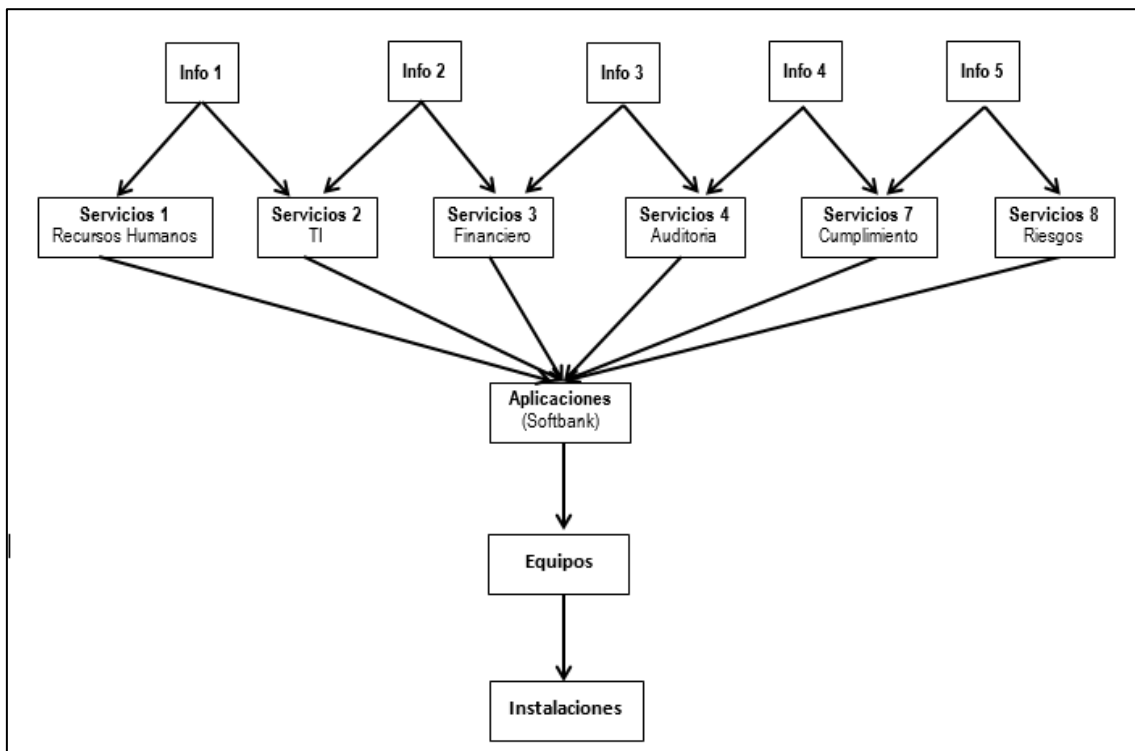 Info 1
Info 2
Info 3
Info 4
Info 5
Servicios 1
Recursos Humanos
Servicios 2
TI
Servicios 3
Financiero
Servicios 4
Auditoria
Servicios 7
Cumplimiento
Servicios 8
Riesgos
Aplicaciones
(Softbank)
Equipos
Instalaciones